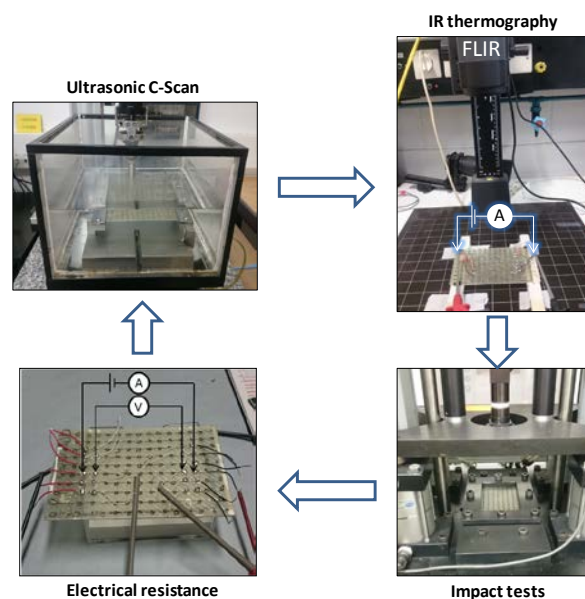 IR thermography
FLIR
Ultrasonic C-Scan
A
A
V
Electrical resistance
Impact tests